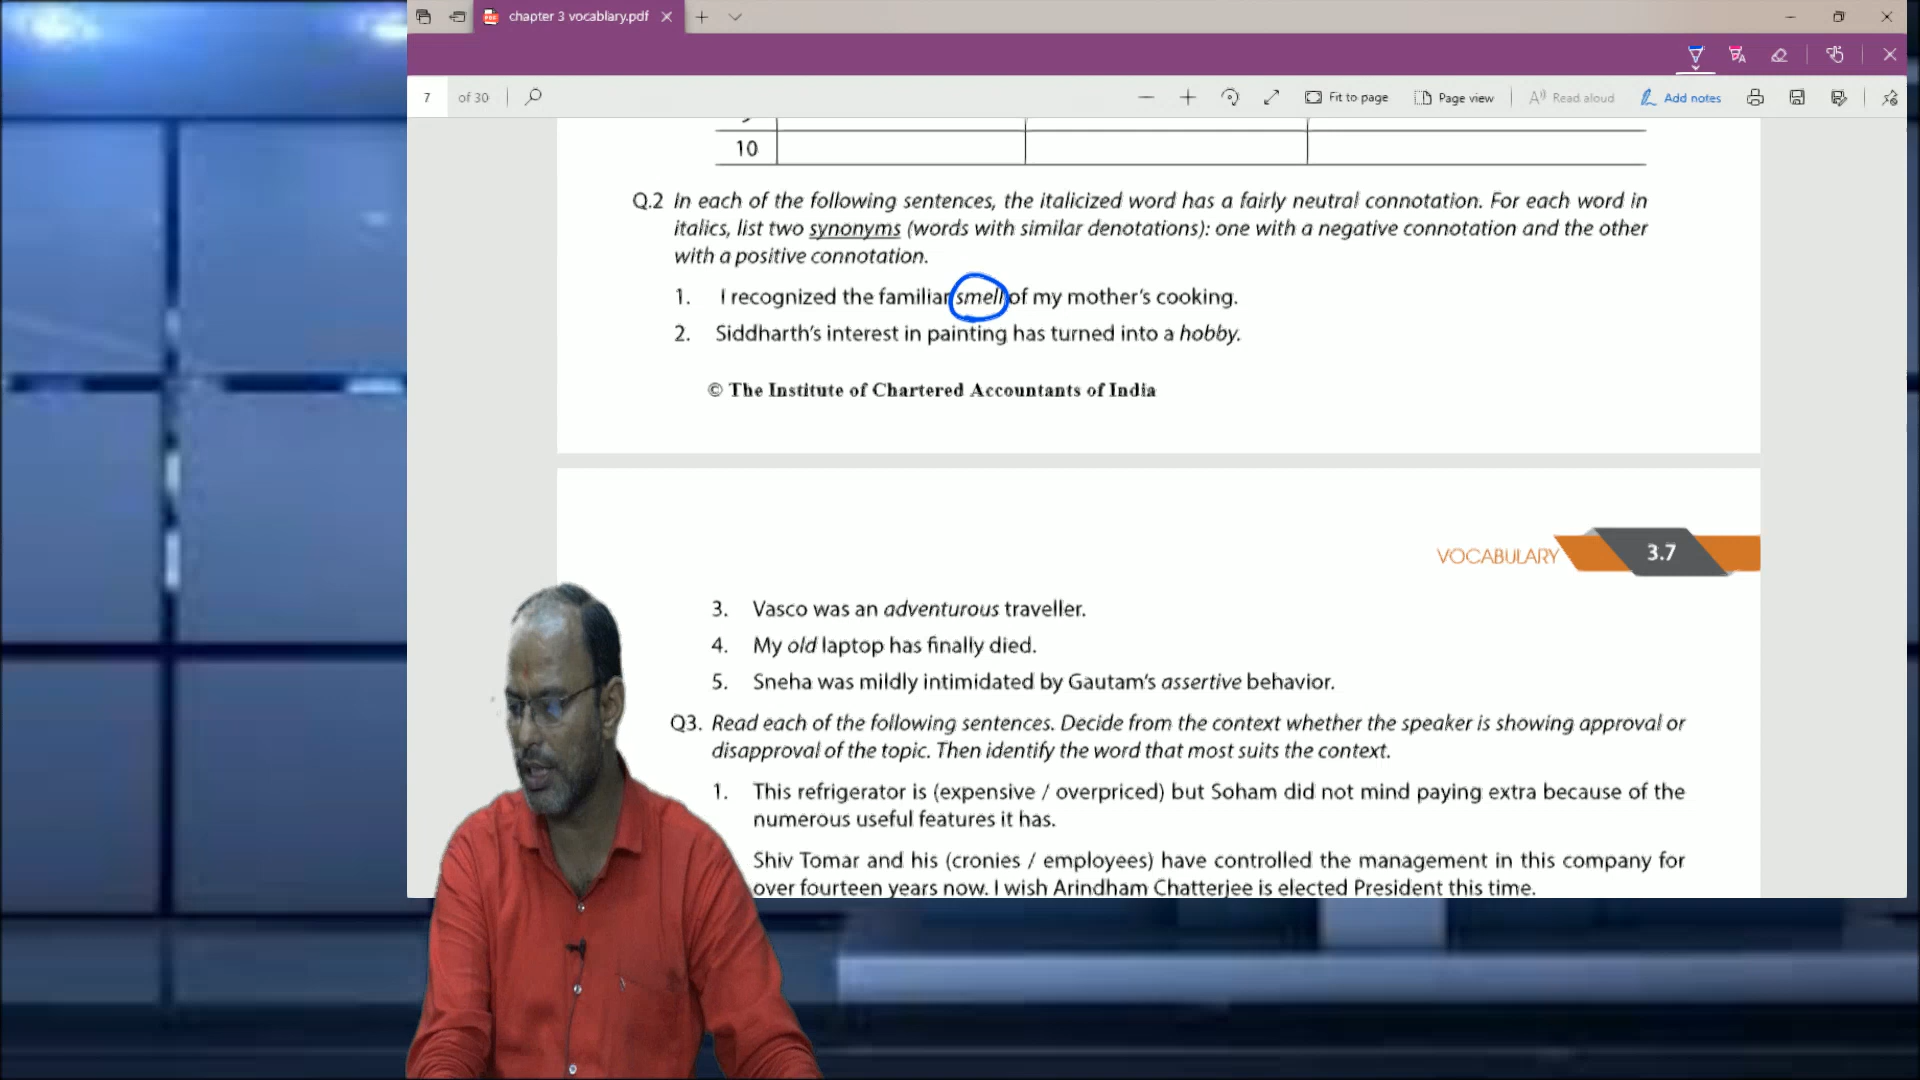 chapter 3 vocablary.pdf
7 of 30 Fit to page Page view Read aloud Add notes
10
Q.2 In each of the following sentences, the italicized word has a fairly neutral connotation. For each word in
italics, list two synonyms (words with similar denotations): one with a negative connotation and the other
with a positive connotation.
1. I recognized the familiar smell of my mother's cooking.
2. Siddharth's interest in painting has turned into a hobby.
© The Institute of Chartered Accountants of India
VOCABULARY 3.7
3. Vasco was an adventurous traveller.
4. My old laptop has finally died.
5. Sneha was mildly intimidated by Gautam's assertive behavior.
Q3. Read each of the following sentences. Decide from the context whether the speaker is showing approval or
disapproval of the topic. Then identify the word that most suits the context.
1. This refrigerator is (expensive / overpriced) but Soham did not mind paying extra because of the
numerous useful features it has.
Shiv Tomar and his (cronies / employees) have controlled the management in this company for
over fourteen years now. I wish Arindham Chatterjee is elected President this time.